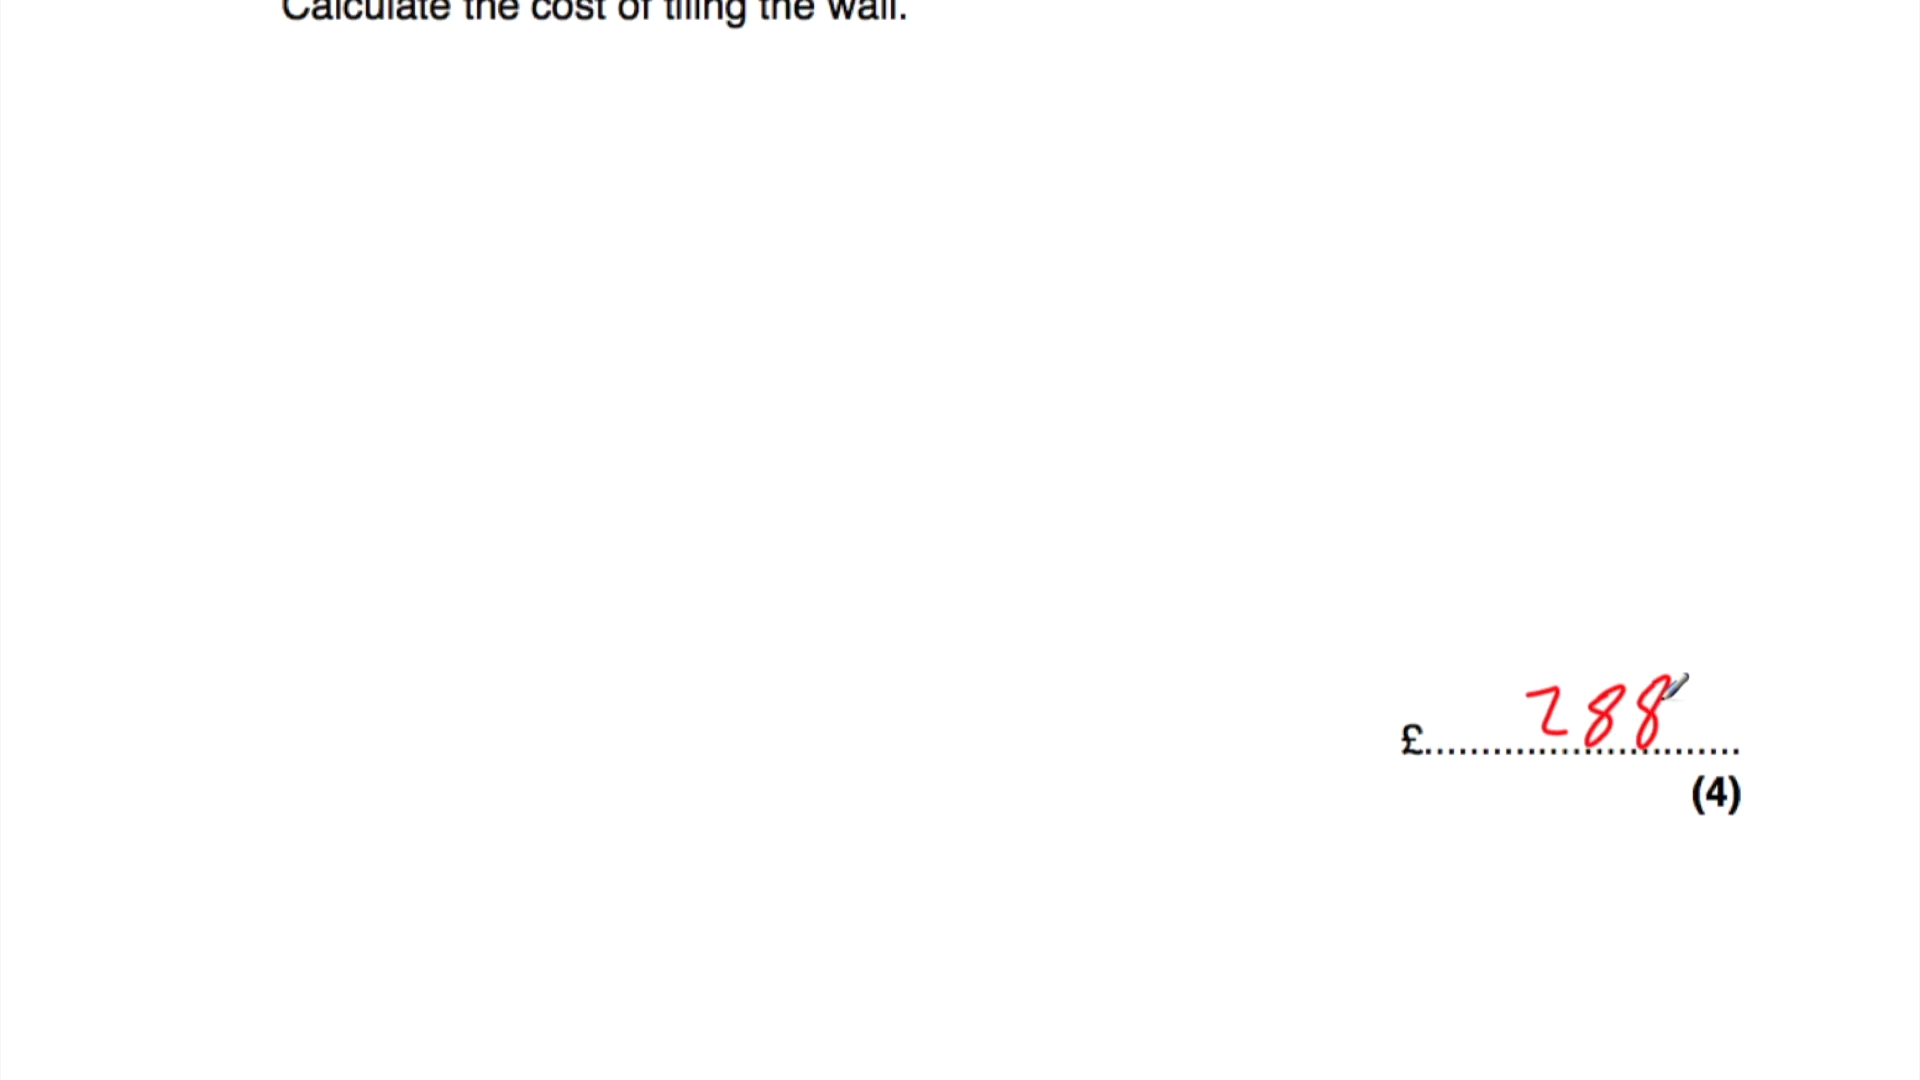 Calculate the cost of tiling the wall.
£.............................. 288
(4)